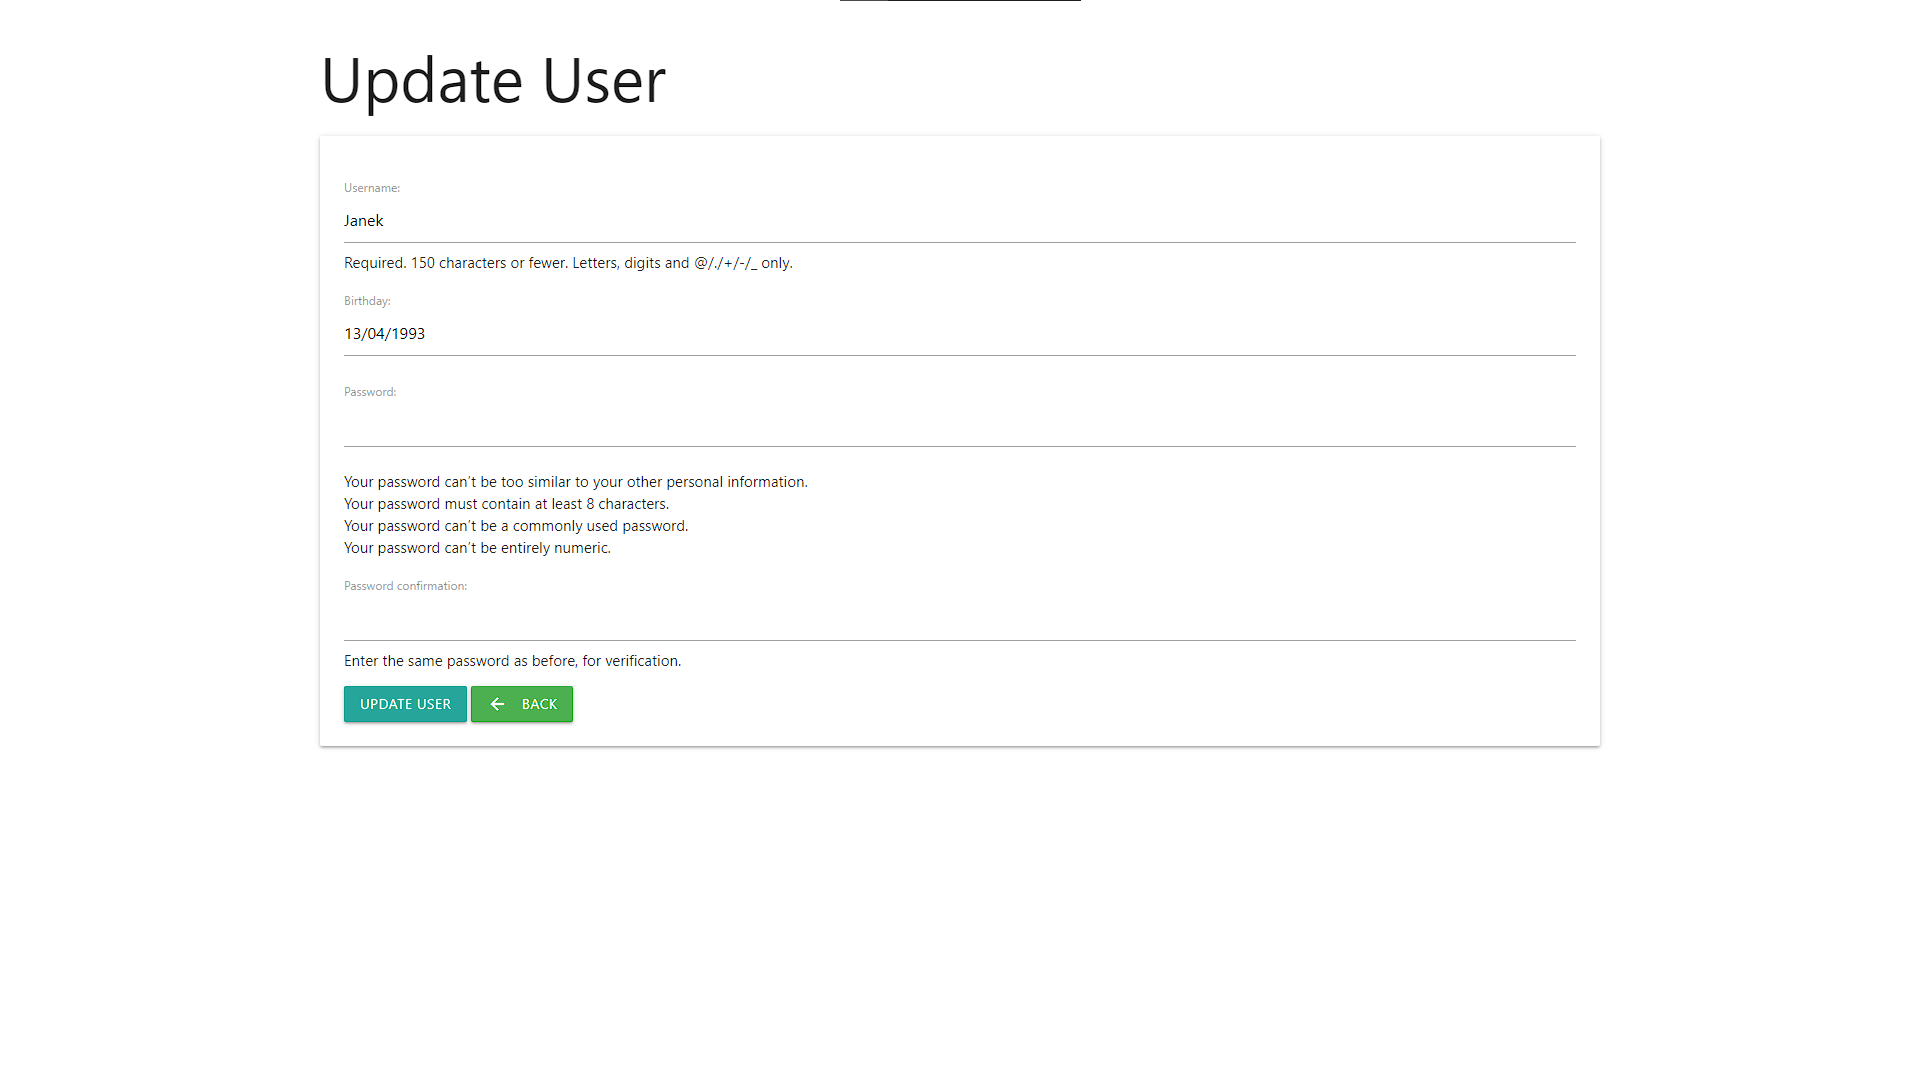 Update User
Username:
Janek
Required. 150 characters or fewer. Letters, digits and @/./+/-/_ only.
Birthday:
13/04/1993
Password:
Your password can’t be too similar to your other personal information.
Your password must contain at least 8 characters.
Your password can’t be a commonly used password.
Your password can’t be entirely numeric.
Password confirmation:
Enter the same password as before, for verification.
UPDATE USER BACK